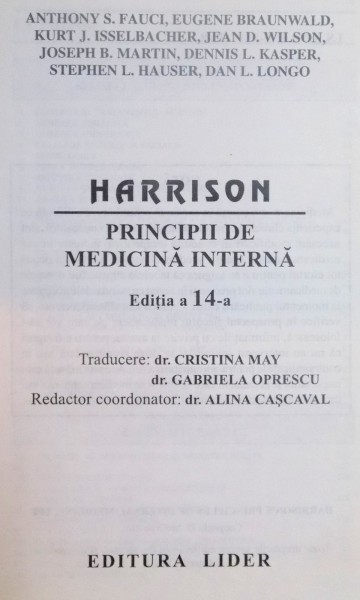 ANTHONY S. FAUCI, EUGENE BRAUNWALD,
KURT J. ISSELBACHER, JEAN D. WILSON,
JOSEPH B. MARTIN, DENNIS L. KASPER,
STEPHEN L. HAUSER, DAN L. LONGO
HARRISON
PRINCIPII DE
MEDICINĂ INTERNĂ
Ediția a 14-a
Traducere: dr. CRISTINA MAY
dr. GABRIELA OPRESCU
Redactor coordonator: dr. ALINA CAȘCAVAL
EDITURA LIDER